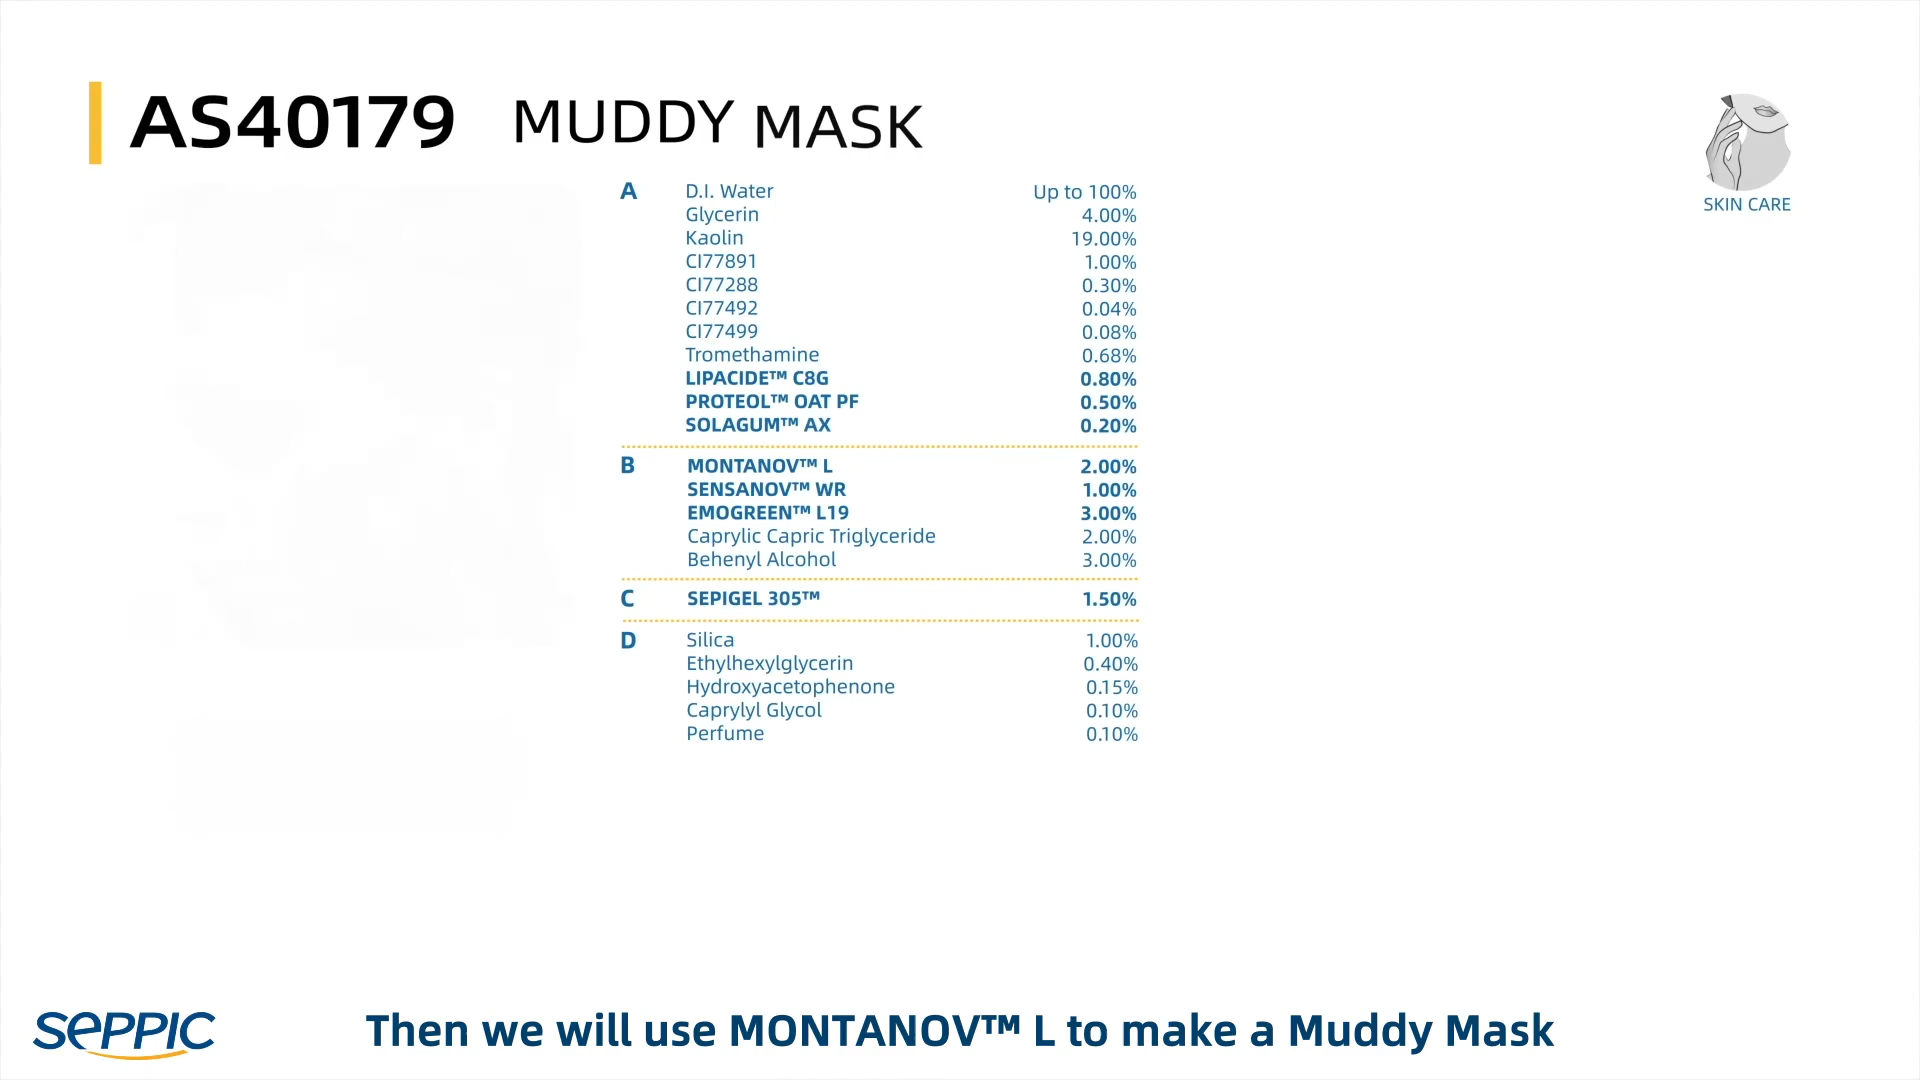 AS40179 MUDDY MASK
SKIN CARE
A D.I. Water Up to 100%
Glycerin 4.00%
Kaolin 19.00%
CI77891 1.00%
CI77288 0.30%
CI77492 0.04%
CI77499 0.08%
Tromethamine 0.68%
LIPACIDE™ C8G 0.80%
PROTEOL™ OAT PF 0.50%
SOLAGUM™ AX 0.20%
B MONTANOV™ L 2.00%
SENSANOV™ WR 1.00%
EMOGREEN™ L19 3.00%
Caprylic Capric Triglyceride 2.00%
Behenyl Alcohol 3.00%
C SEPIGEL 305™ 1.50%
D Silica 1.00%
Ethylhexylglycerin 0.40%
Hydroxyacetophenone 0.15%
Caprylyl Glycol 0.10%
Perfume 0.10%
SEPPIC
Then we will use MONTANOV™ L to make a Muddy Mask